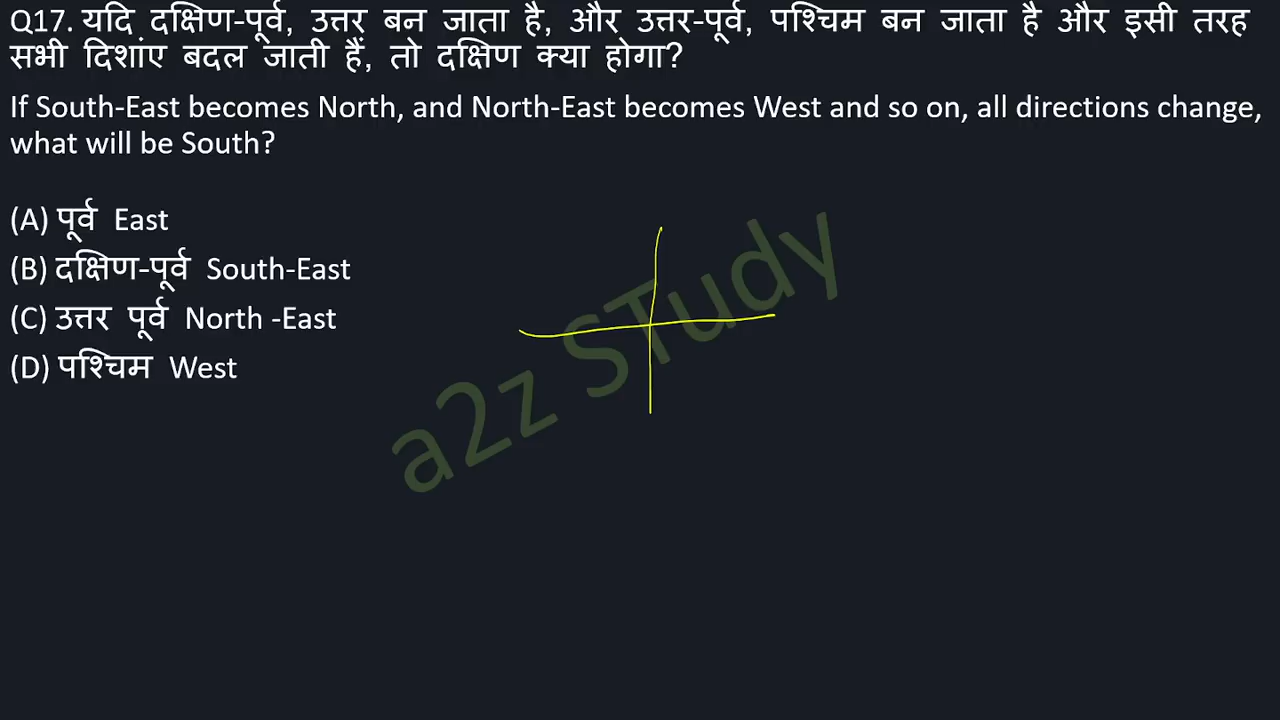 Q17. यदि दक्षिण-पूर्व, उत्तर बन जाता है, और उत्तर-पूर्व, पश्चिम बन जाता है और इसी तरह
सभी दिशांए बदल जाती हैं, तो दक्षिण क्या होगा?
If South-East becomes North, and North-East becomes West and so on, all directions change,
what will be South?
(A) पूर्व East
(B) दक्षिण-पूर्व South-East
(C) उत्तर पूर्व North -East
(D) पश्चिम West
a2z STudy